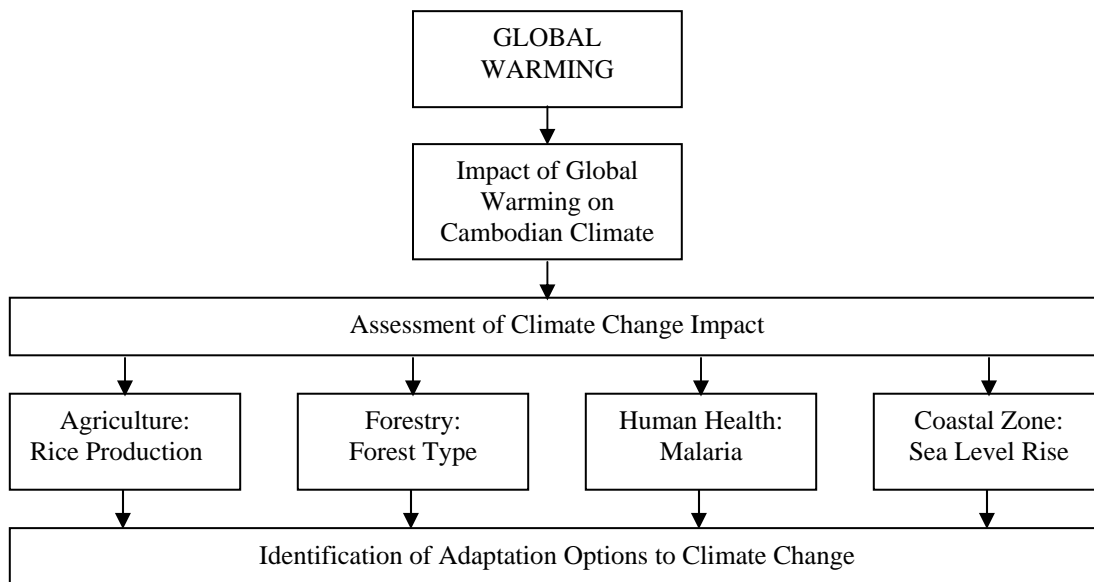 GLOBAL
WARMING
Impact of Global
Warming on
Cambodian Climate
Assessment of Climate Change Impact
Agriculture:
Rice Production
Forestry:
Forest Type
Human Health:
Malaria
Coastal Zone:
Sea Level Rise
Identification of Adaptation Options to Climate Change